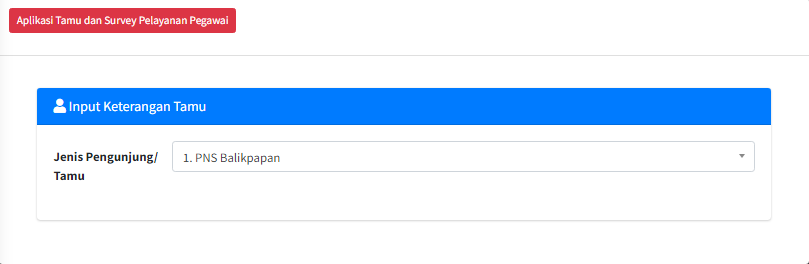 Aplikasi Tamu dan Survey Pelayanan Pegawai
Input Keterangan Tamu
Jenis Pengunjung/
Tamu
1. PNS Balikpapan